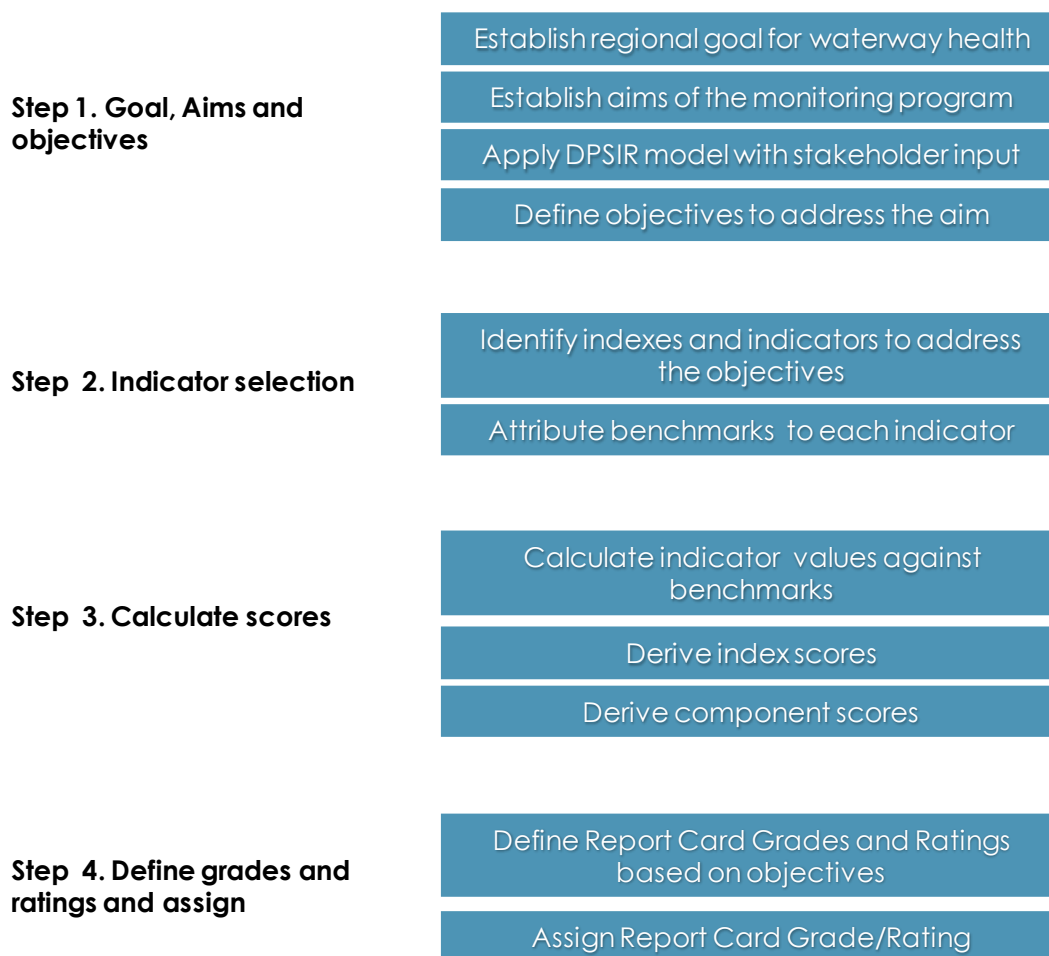 Establish regional goal for waterway health
Establish aims of the monitoring program
Step 1. Goal, Aims and
objectives
Apply DPSIR model with stakeholder input
Define objectives to address the aim
Identify indexes and indicators to address
the objectives
Step 2. Indicator selection
Attribute benchmarks to each indicator
Calculate indicator values against
benchmarks
Step 3. Calculate scores
Derive index scores
Derive component scores
Define Report Card Grades and Ratings
based on objectives
Step 4. Define grades and
ratings and assign
Assign Report Card Grade/Rating